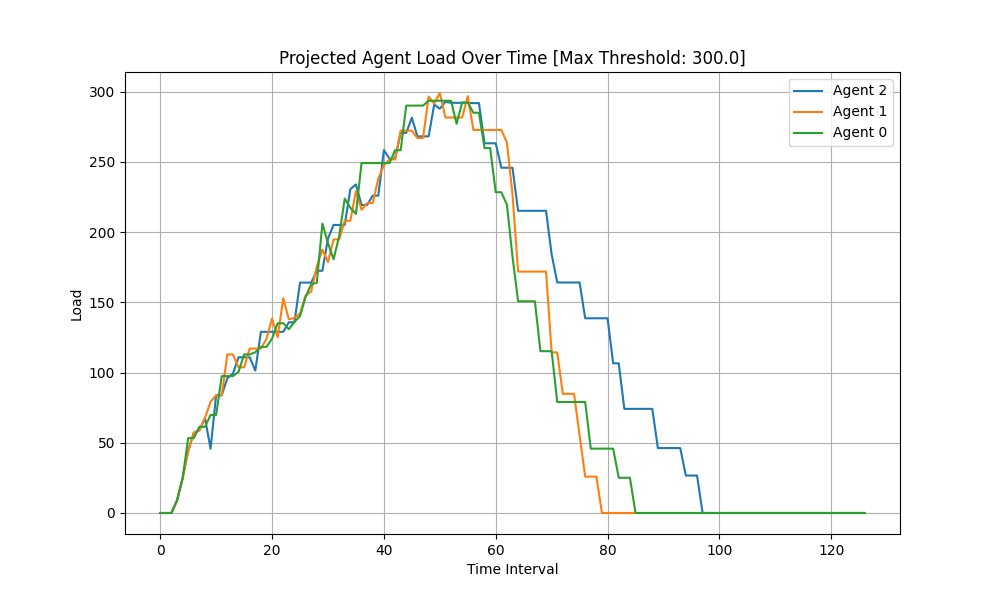 Projected Agent Load Over Time [Max Threshold: 300.0]
Agent 2
Agent 1
Agent 0
Load
300
250
200
150
100
50
0
0 20 40 60 80 100 120
Time Interval